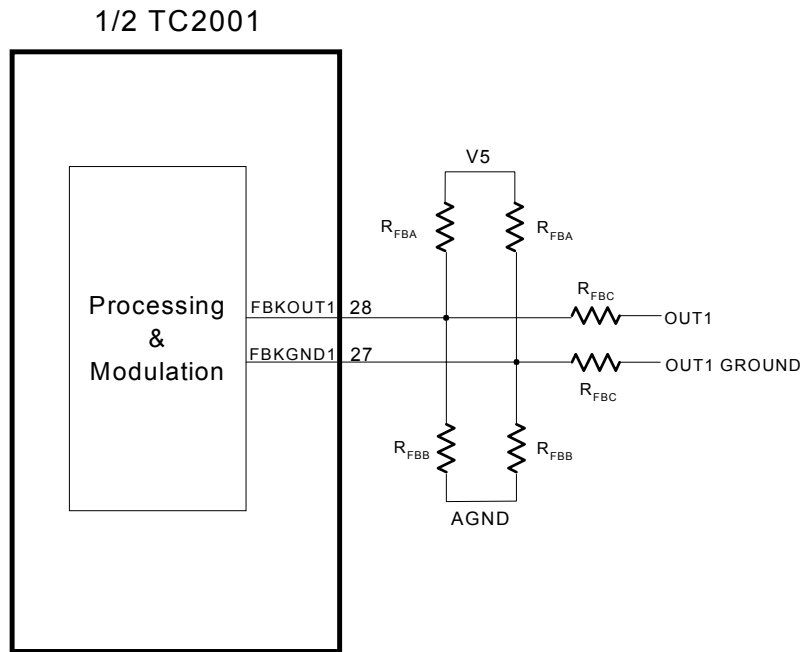 1/2 TC2001
V5
RFBA
RFBA
RFBC
Processing
&
Modulation
FBKOUT1 28
OUT1
FBKGND1 27
OUT1 GROUND
RFBC
RFBB
RFBB
AGND